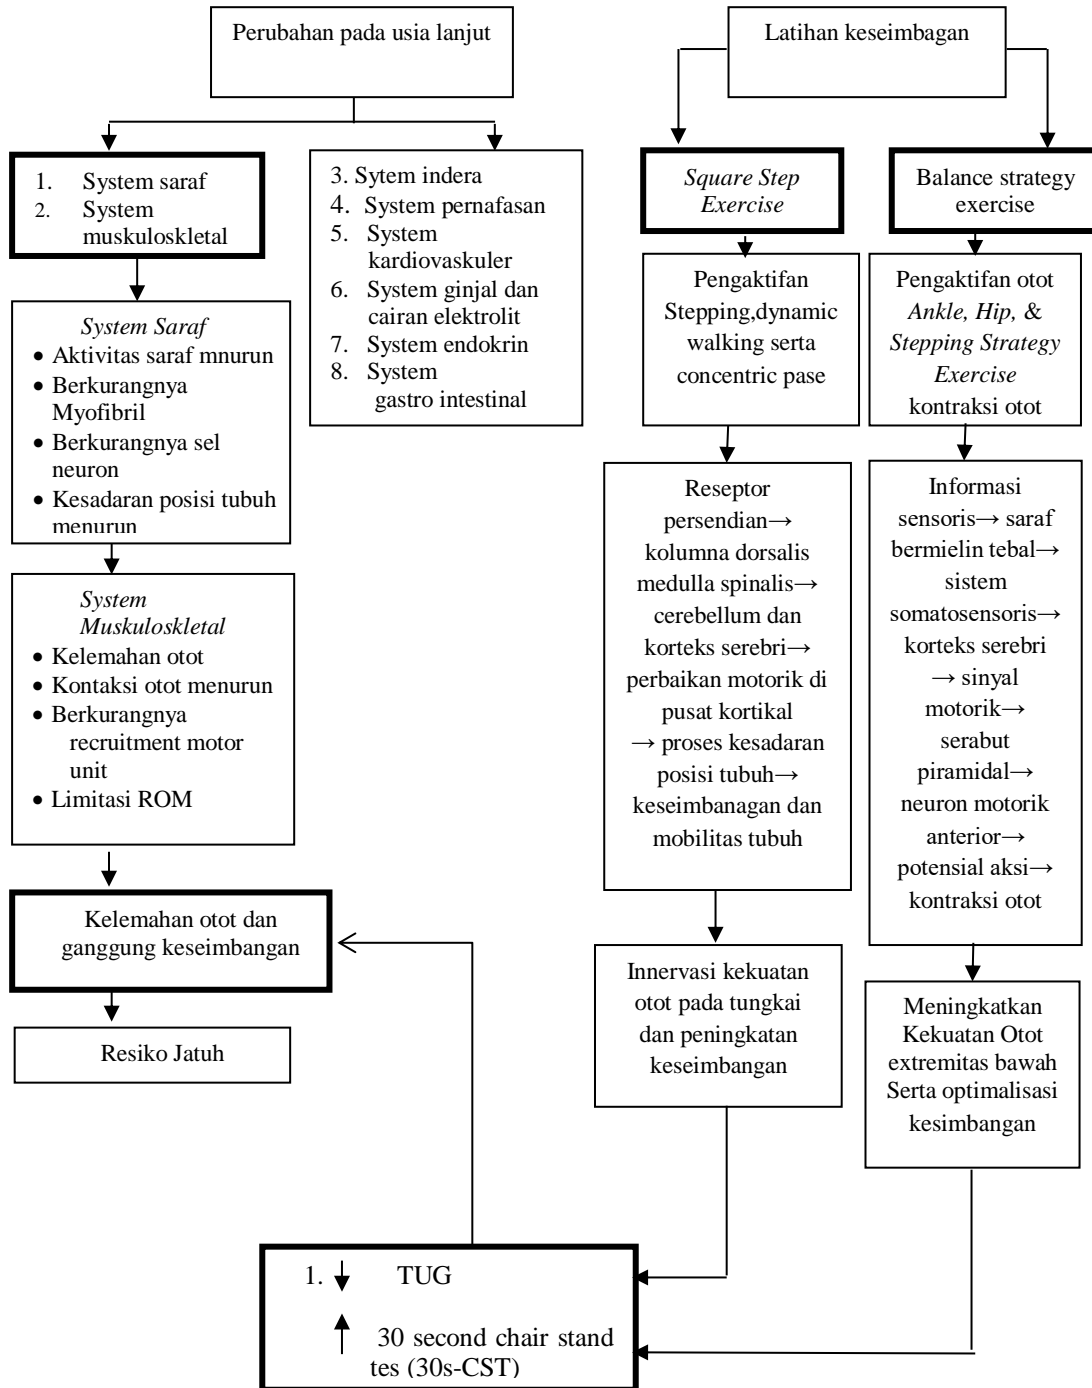 Perubahan pada usia lanjut
Latihan keseimbagan
1. System saraf
2. System
muskuloskletal
3. Sytem indera
4. System pernafasan
5. System
kardiovaskuler
6. System ginjal dan
cairan elektrolit
7. System endokrin
8. System
gastro intestinal
Square Step
Exercise
Balance strategy
exercise
System Saraf
• Aktivitas saraf mnurun
• Berkurangnya
Myofibril
• Berkurangnya sel
neuron
• Kesadaran posisi tubuh
menurun
Pengaktifan
Stepping,dynamic
walking serta
concentric pase
Pengaktifan otot
Ankle, Hip, &
Stepping Strategy
Exercise
kontraksi otot
System
Muskuloskletal
• Kelemahan otot
• Kontaksi otot menurun
• Berkurangnya
recruitment motor
unit
• Limitasi ROM
Reseptor
persendian→
kolumna dorsalis
medulla spinalis→
cerebellum dan
korteks serebri→
perbaikan motorik di
pusat kortikal
→ proses kesadaran
posisi tubuh→
keseimbanagan dan
mobilitas tubuh
Informasi
sensoris→ saraf
bermielin tebal→
sistem
somatosensoris→
korteks serebri
→ sinyal
motorik→
serabut
piramidal→
neuron motorik
anterior→
potensial aksi→
kontraksi otot
Kelemahan otot dan
ganggung keseimbangan
Resiko Jatuh
Innervasi kekuatan
otot pada tungkai
dan peningkatan
keseimbangan
Meningkatkan
Kekuatan Otot
extremitas bawah
Serta optimalisasi
kesimbangan
1. ↓ TUG
↑ 30 second chair stand
tes (30s-CST)